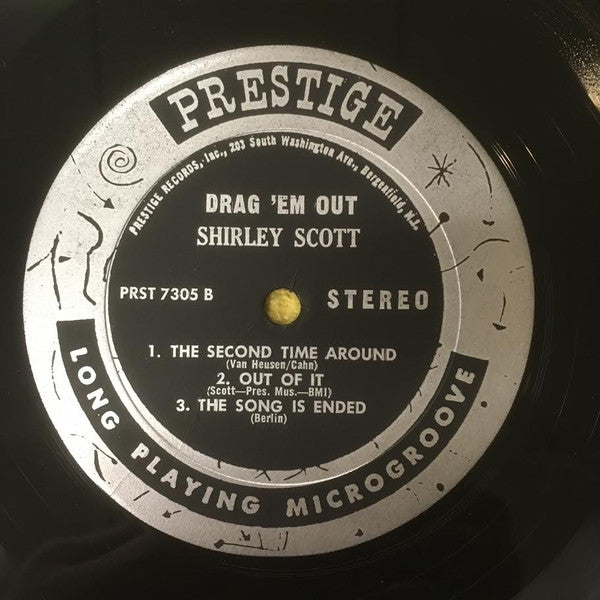 PRESTIGE
PRESTIGE RECORDS, Inc., 203 South Washington Ave., Bergenfield, N.J.
DRAG 'EM OUT
SHIRLEY SCOTT
PRST 7305 B
STEREO
1. THE SECOND TIME AROUND
(Van Heusen/Cahn)
2. OUT OF IT
(Scott—Pres. Mus.—BMI)
3. THE SONG IS ENDED
(Berlin)
LONG PLAYING MICROGROOVE